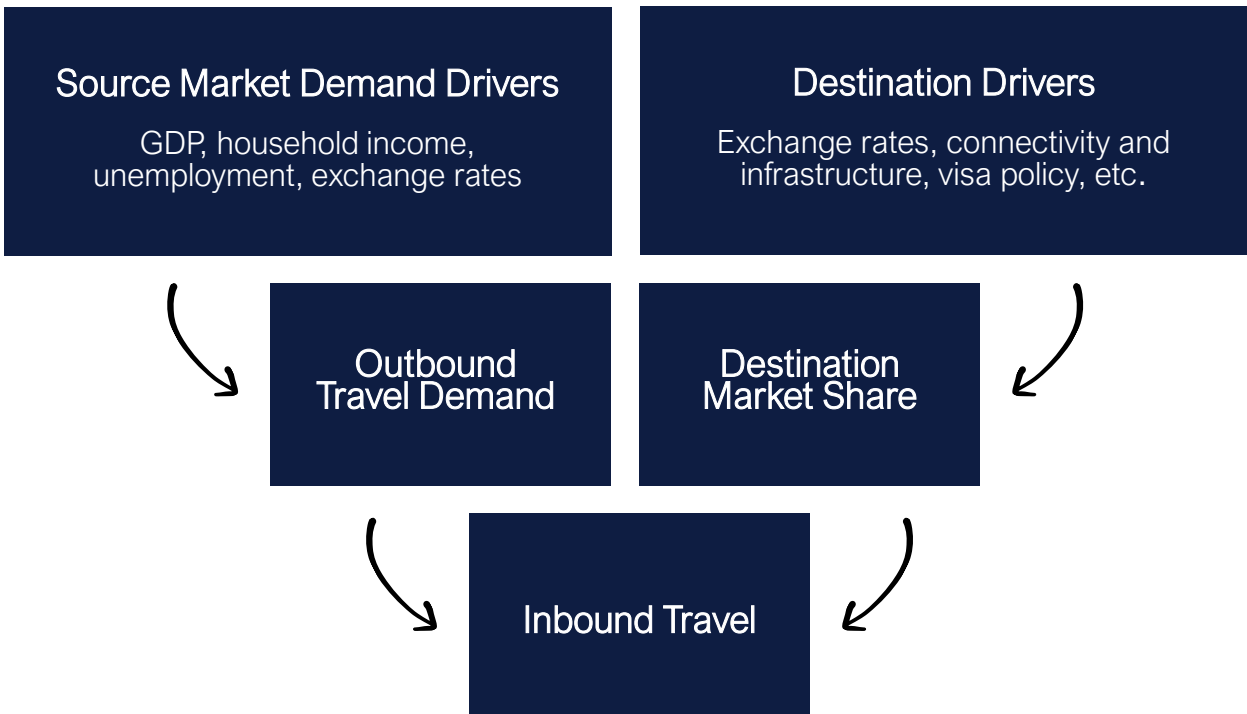 Source Market Demand Drivers
GDP, household income,
unemployment, exchange rates
Destination Drivers
Exchange rates, connectivity and
infrastructure, visa policy, etc.
Outbound
Travel Demand
Destination
Market Share
Inbound Travel